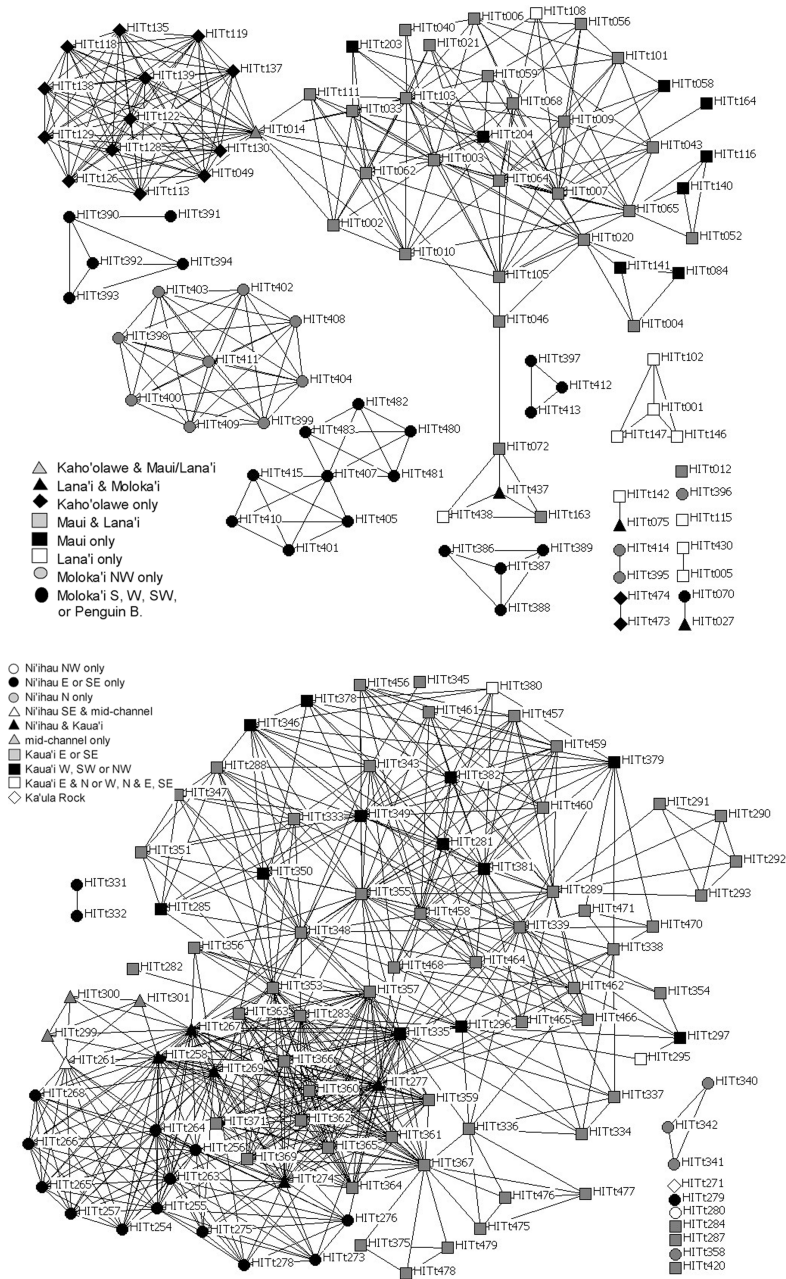 HITt135
HITt119
HITt118
HITt139
HITt137
HITt138
HITt122
HITt129
HITt128
HITt130
HITt126
HITt049
HITt113
HITt014
HITt006
HITt108
HITt056
HITt040
HITt203
HITt021
HITt101
HITt111
HITt103
HITt059
HITt058
HITt033
HITt068
HITt164
HITt009
HITt204
HITt043
HITt003
HITt116
HITt062
HITt064
HITt007
HITt140
HITt065
HITt002
HITt020
HITt052
HITt010
HITt105
HITt141
HITt084
HITt046
HITt004
HITt390
HITt391
HITt392
HITt394
HITt393
HITt403
HITt402
HITt408
HITt398
HITt411
HITt404
HITt400
HITt409
HITt399
HITt482
HITt483
HITt480
HITt415
HITt407
HITt481
HITt410
HITt405
HITt401
HITt397
HITt412
HITt413
HITt102
HITt001
HITt147
HITt146
HITt072
HITt437
HITt438
HITt163
HITt386
HITt389
HITt387
HITt388
HITt012
HITt142
HITt396
HITt075
HITt115
HITt414
HITt430
HITt395
HITt005
HITt474
HITt070
HITt473
HITt027
Kaho'olawe & Maui/Lana'i
Lana'i & Moloka'i
Kaho'olawe only
Maui & Lana'i
Maui only
Lana'i only
Moloka'i NW only
Moloka'i S, W, SW,
or Penguin B.
Ni'ihau NW only
Ni'ihau E or SE only
Ni'ihau N only
Ni'ihau SE & mid-channel
Ni'ihau & Kaua'i
mid-channel only
Kaua'i E or SE
Kaua'i W, SW or NW
Kaua'i E & N or W, N & E, SE
Ka'ula Rock
HITt456
HITt345
HITt380
HITt378
HITt461
HITt457
HITt346
HITt459
HITt288
HITt343
HITt382
HITt379
HITt347
HITt333
HITt349
HITt460
HITt291
HITt290
HITt351
HITt281
HITt350
HITt381
HITt292
HITt285
HITt355
HITt289
HITt293
HITt458
HITt471
HITt331
HITt348
HITt339
HITt470
HITt332
HITt356
HITt338
HITt282
HITt468
HITt464
HITt353
HITt357
HITt462
HITt354
HITt300
HITt301
HITt363
HITt283
HITt465
HITt466
HITt299
HITt267
HITt335
HITt296
HITt297
HITt261
HITt258
HITt366
HITt295
HITt269
HITt277
HITt268
HITt360
HITt359
HITt337
HITt340
HITt264
HITt371
HITt362
HITt336
HITt334
HITt342
HITt266
HITt256
HITt365
HITt361
HITt369
HITt367
HITt341
HITt265
HITt263
HITt274
HITt364
HITt476
HITt477
HITt271
HITt279
HITt257
HITt255
HITt276
HITt280
HITt254
HITt275
HITt475
HITt284
HITt287
HITt278
HITt273
HITt375
HITt479
HITt358
HITt478
HITt420